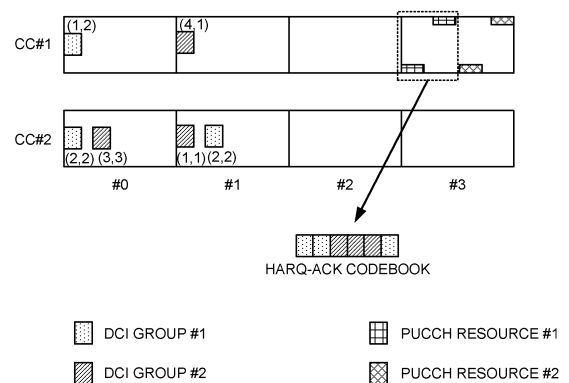 (1,2)
(4,1)
CC#1
CC#2
(2,2) (3,3)
(1,1) (2,2)
#0
#1
#2
#3
HARQ-ACK CODEBOOK
DCI GROUP #1
PUCCH RESOURCE #1
DCI GROUP #2
PUCCH RESOURCE #2